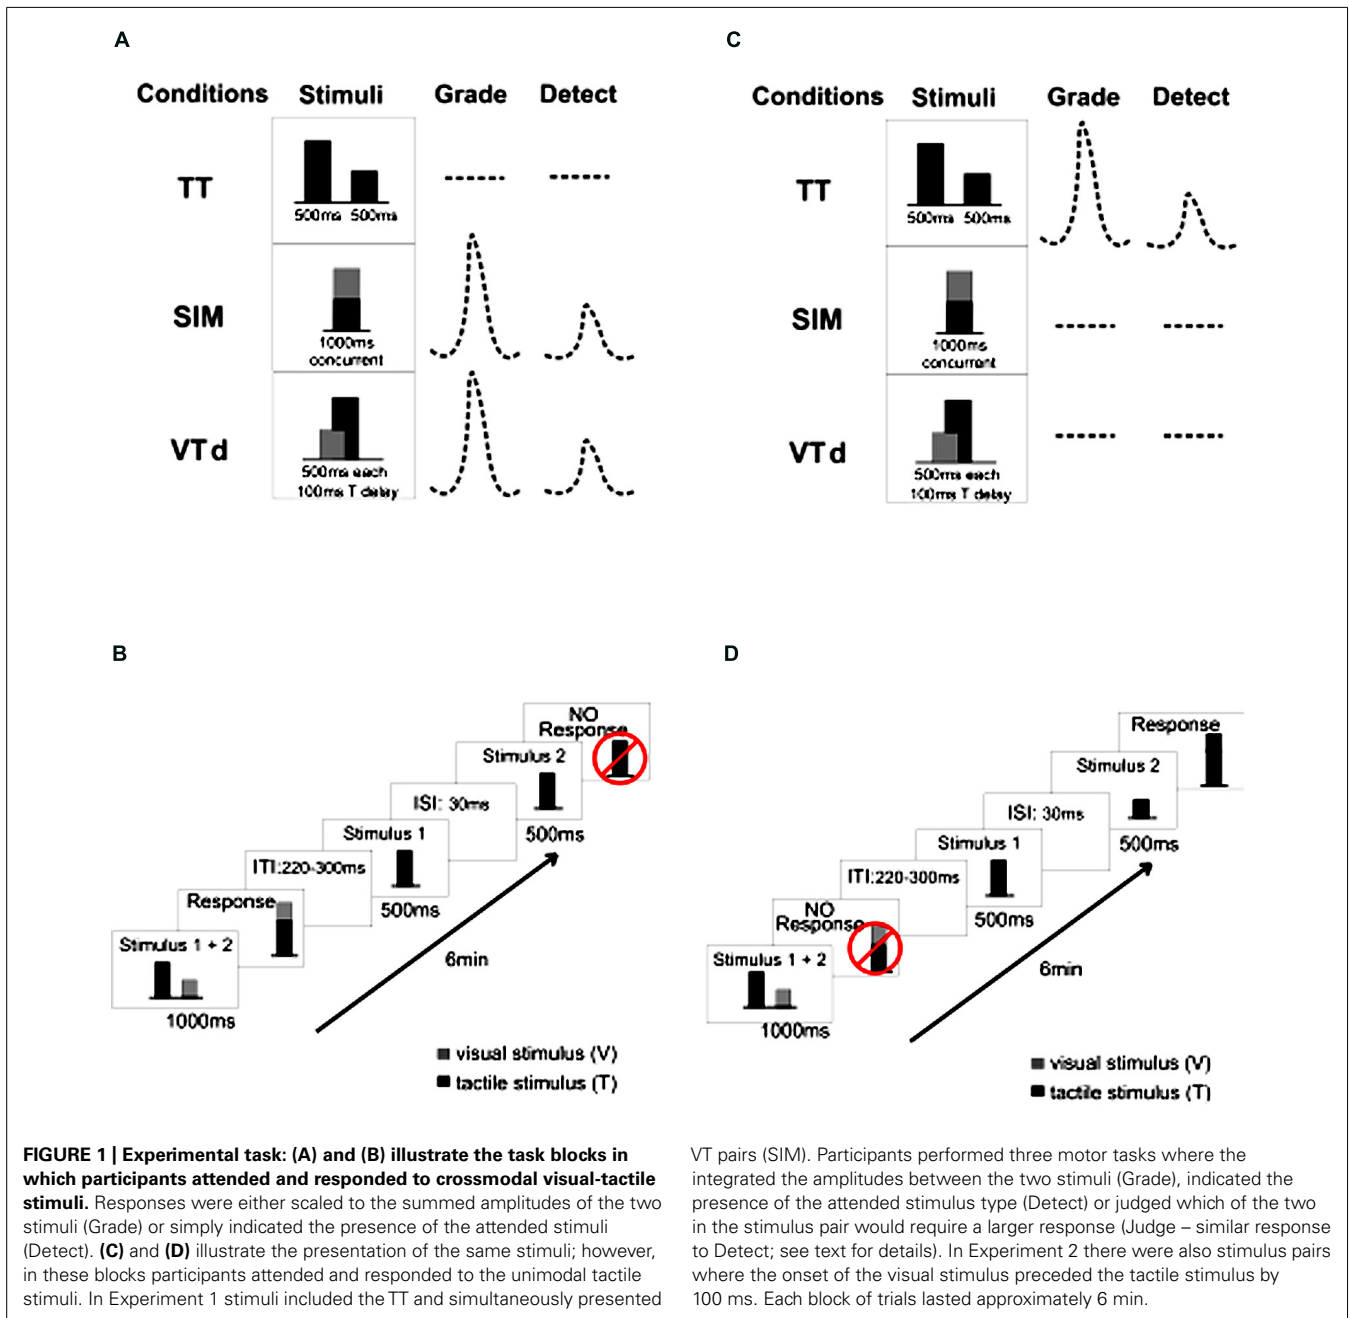 A
Conditions Stimuli Grade Detect
TT
500ms 500ms
SIM
1000ms
concurrent
VTd
500ms each
100ms T delay
C
Conditions Stimuli Grade Detect
TT
500ms 500ms
SIM
1000ms
concurrent
VTd
500ms each
100ms T delay
B
NO
Response
Stimulus 2
500ms
ISI: 30ms
Stimulus 1
500ms
ITI:220-300ms
Response
Stimulus 1 + 2
1000ms
6min
visual stimulus (V)
tactile stimulus (T)
D
Response
Stimulus 2
500ms
ISI: 30ms
Stimulus 1
500ms
ITI:220-300ms
NO
Response
Stimulus 1 + 2
1000ms
6min
visual stimulus (V)
tactile stimulus (T)
FIGURE 1 | Experimental task: (A) and (B) illustrate the task blocks in
which participants attended and responded to crossmodal visual-tactile
stimuli. Responses were either scaled to the summed amplitudes of the two
stimuli (Grade) or simply indicated the presence of the attended stimuli
(Detect). (C) and (D) illustrate the presentation of the same stimuli; however,
in these blocks participants attended and responded to the unimodal tactile
stimuli. In Experiment 1 stimuli included the TT and simultaneously presented
VT pairs (SIM). Participants performed three motor tasks where the
integrated the amplitudes between the two stimuli (Grade), indicated the
presence of the attended stimulus type (Detect) or judged which of the two
in the stimulus pair would require a larger response (Judge – similar response
to Detect; see text for details). In Experiment 2 there were also stimulus pairs
where the onset of the visual stimulus preceded the tactile stimulus by
100 ms. Each block of trials lasted approximately 6 min.